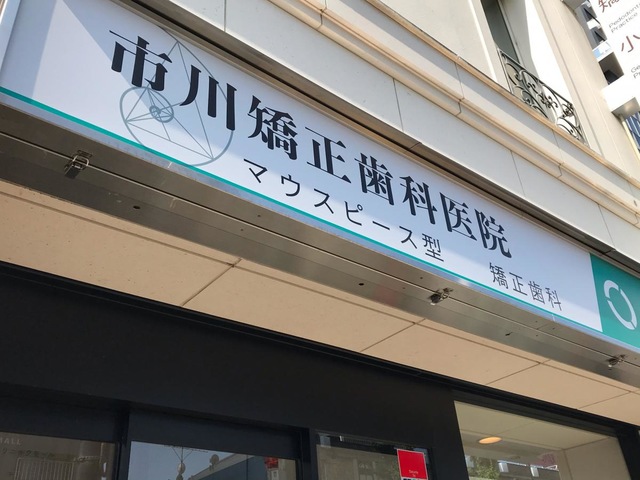 市川矯正歯科医院
マウスピース型 矯正歯科
小